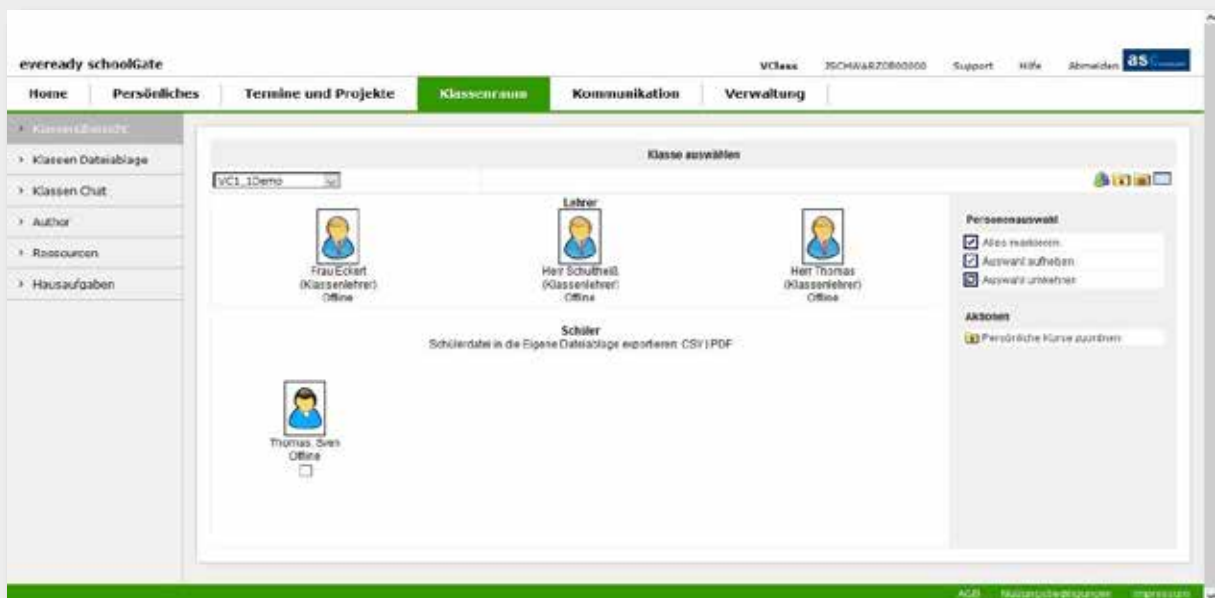 eveready schoolGate
VClass Support Hilfe Abmelden as
Home Persönliches Termine und Projekte Klassenraum Kommunikation Verwaltung
Klassenübersicht
Klassen Dateiablage
Klassen Chat
Author
Ressourcen
Hausaufgaben
Klasse auswählen
VC1_1Demo
Lehrer
Frau Eckert
(Klassenlehrer)
Offline
Herr Schultheiß
(Klassenlehrer)
Offline
Herr Thomas
(Klassenlehrer)
Offline
Schüler
Schülerdatei in die Eigene Dateiablage exportieren: CSV | PDF
Thomas, Sven
Offline
Personenauswahl
Alles markieren
Auswahl aufheben
Auswahl umkehren
Aktionen
Persönliche Kurse zuordnen
AGB Nutzungsbedingungen Impressum